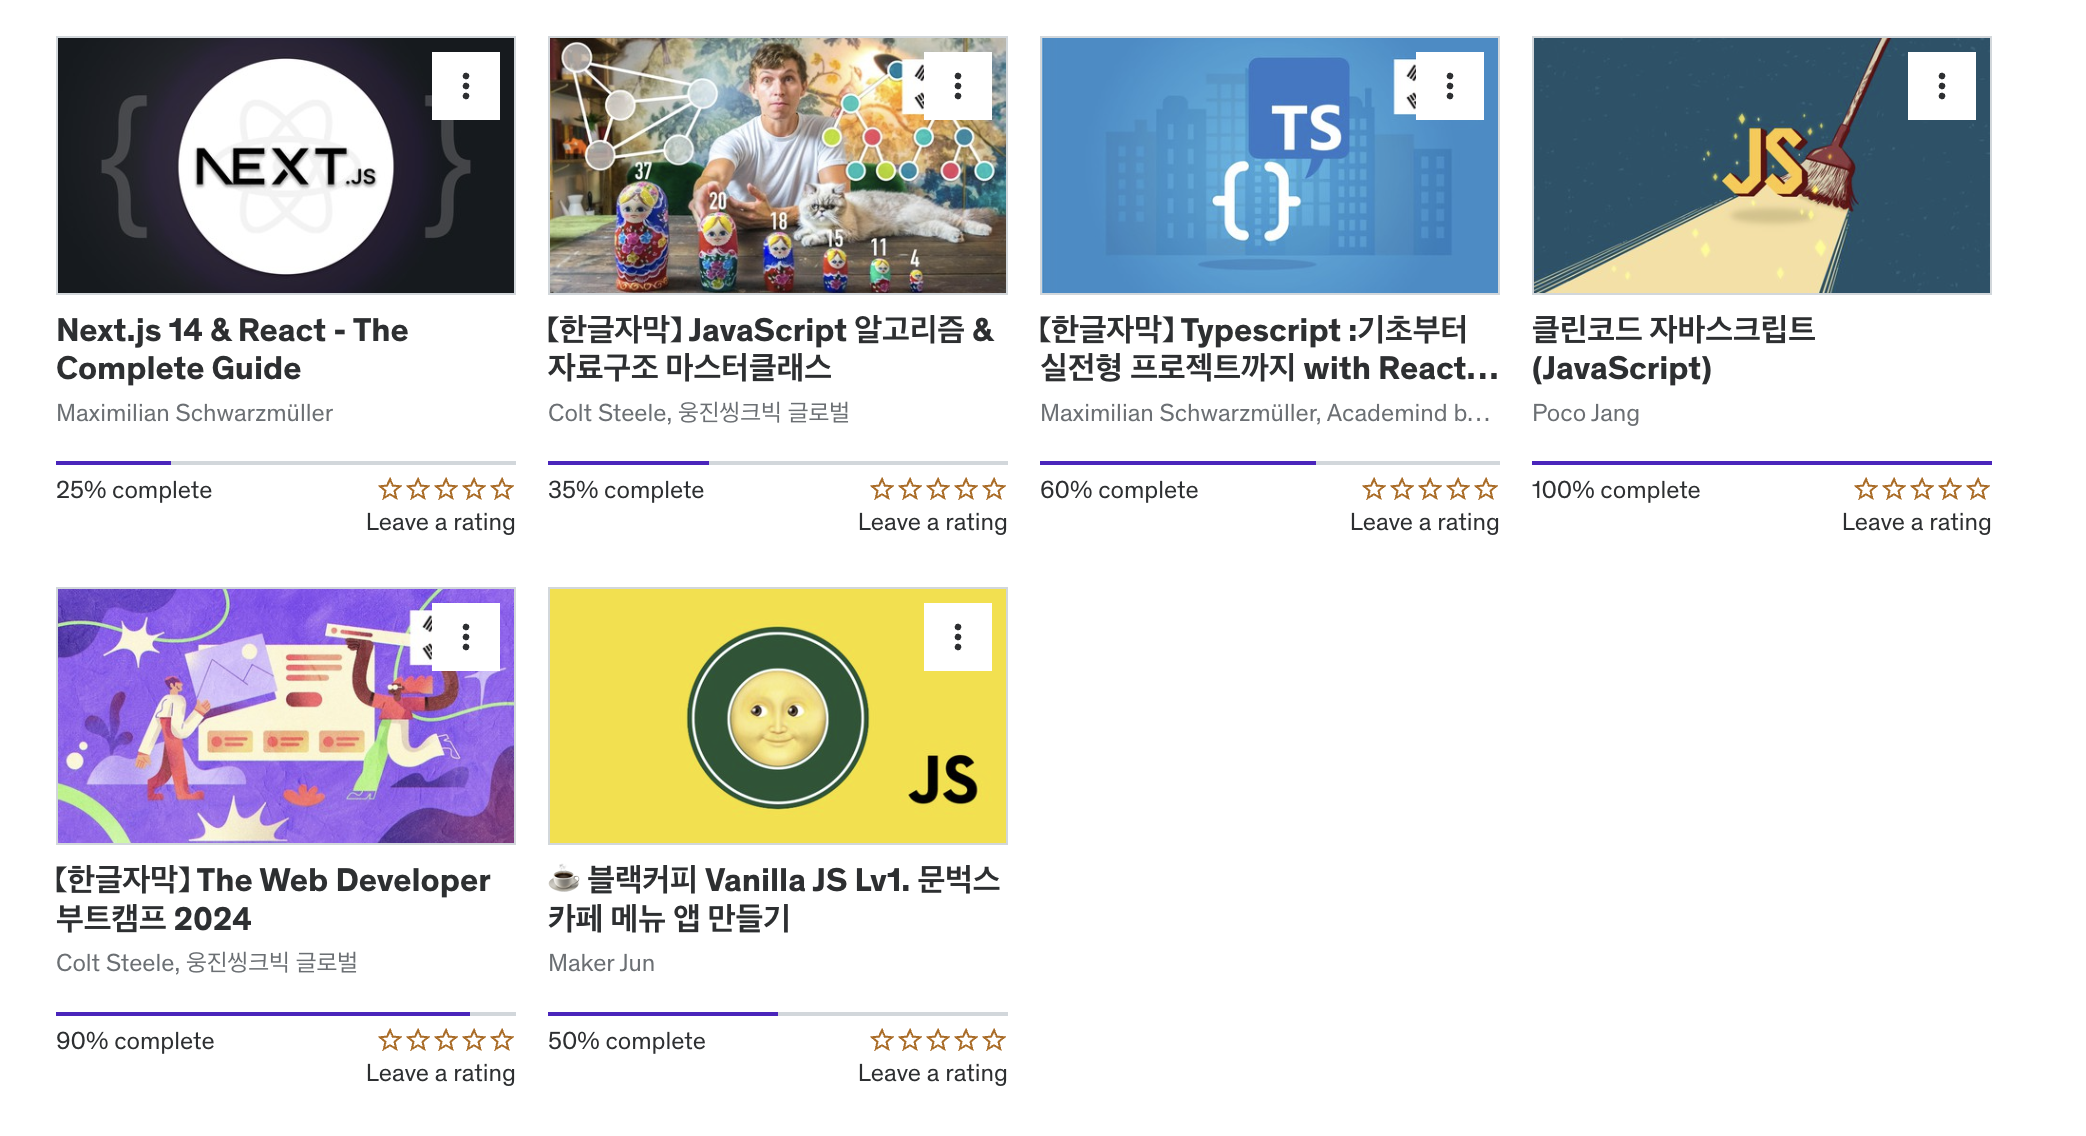 { NEXT.JS }
37
20
18
15
11
4
TS
{}
JS
Next.js 14 & React - The
Complete Guide
Maximilian Schwarzmüller
25% complete
Leave a rating
【한글자막】 JavaScript 알고리즘 &
자료구조 마스터클래스
Colt Steele, 웅진씽크빅 글로벌
35% complete
Leave a rating
【한글자막】 Typescript :기초부터
실전형 프로젝트까지 with React...
Maximilian Schwarzmüller, Academind b...
60% complete
Leave a rating
클린코드 자바스크립트
(JavaScript)
Poco Jang
100% complete
Leave a rating
【한글자막】 The Web Developer
부트캠프 2024
Colt Steele, 웅진씽크빅 글로벌
90% complete
Leave a rating
JS
☕ 블랙커피 Vanilla JS Lv1. 문벅스
카페 메뉴 앱 만들기
Maker Jun
50% complete
Leave a rating